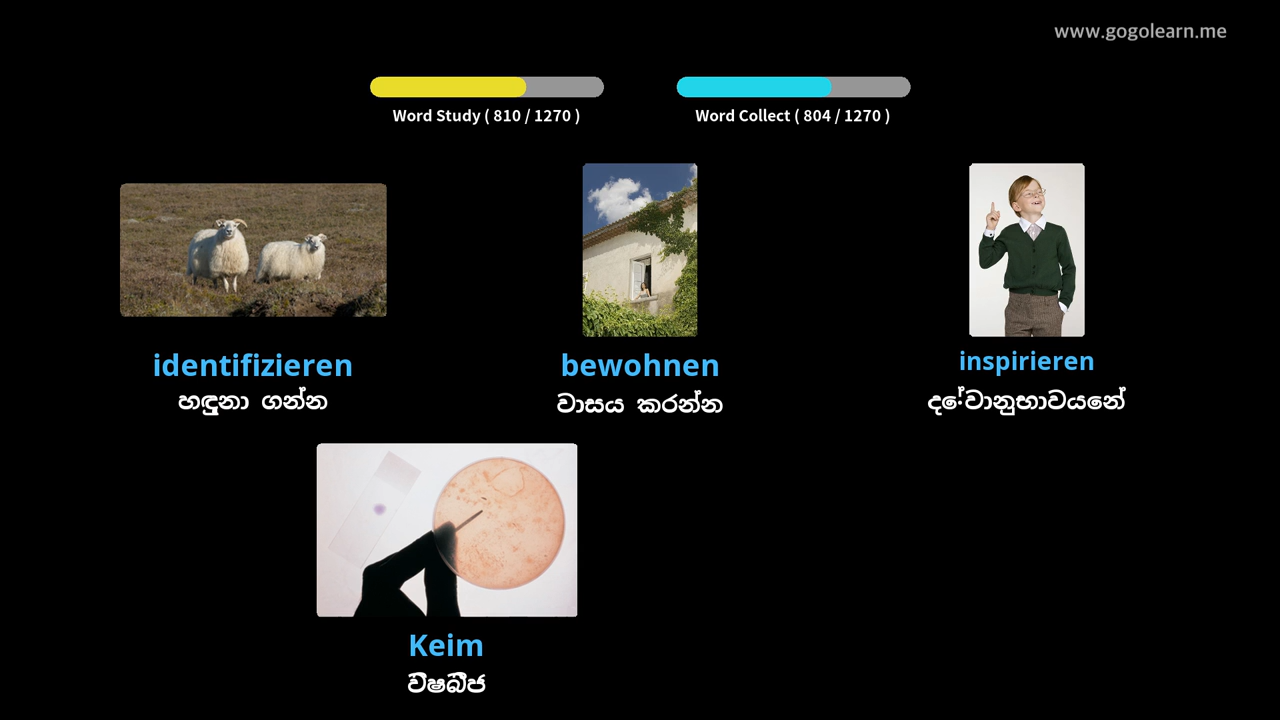 www.gogolearn.me
Word Study ( 810 / 1270 )
Word Collect ( 804 / 1270 )
identifizieren
හඳුනා ගන්න
bewohnen
වාසය කරන්න
inspirieren
දේවානුභාවයෙන්
Keim
විෂබීජ